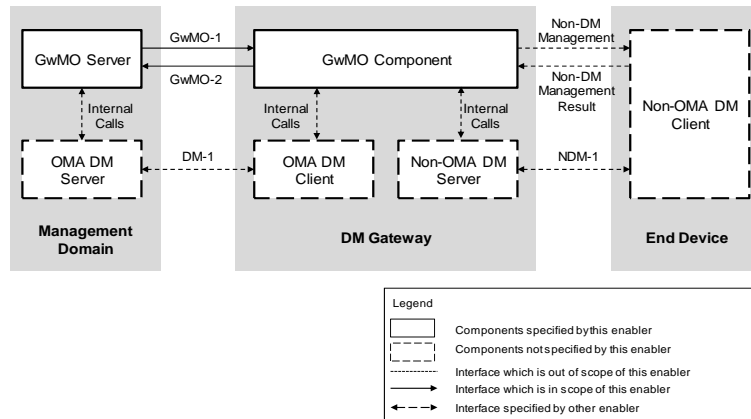 GwMO-1
GwMO-2
GwMO Server
GwMO Component
Non-DM
Management
Non-DM
Management
Result
Non-OMA DM
Client
Internal
Calls
Internal
Calls
Internal
Calls
OMA DM
Server
DM-1
OMA DM
Client
Non-OMA DM
Server
NDM-1
Management
Domain
DM Gateway
End Device
Legend
Components specified by this enabler
Components not specified by this enabler
Interface which is out of scope of this enabler
Interface which is in scope of this enabler
Interface specified by other enabler